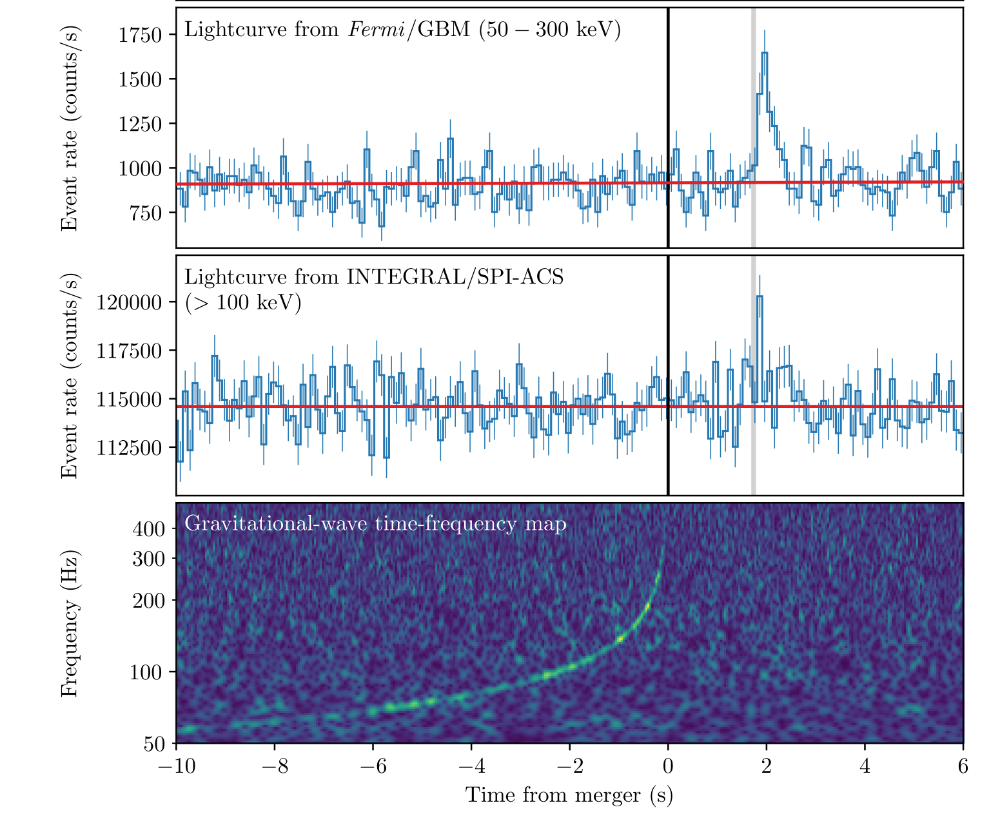 Lightcurve from Fermi/GBM (50 − 300 keV)
Event rate (counts/s)
1750
1500
1250
1000
750
Lightcurve from INTEGRAL/SPI-ACS
(> 100 keV)
Event rate (counts/s)
120000
117500
115000
112500
Gravitational-wave time-frequency map
Frequency (Hz)
400
300
200
100
50
−10 −8 −6 −4 −2 0 2 4 6
Time from merger (s)